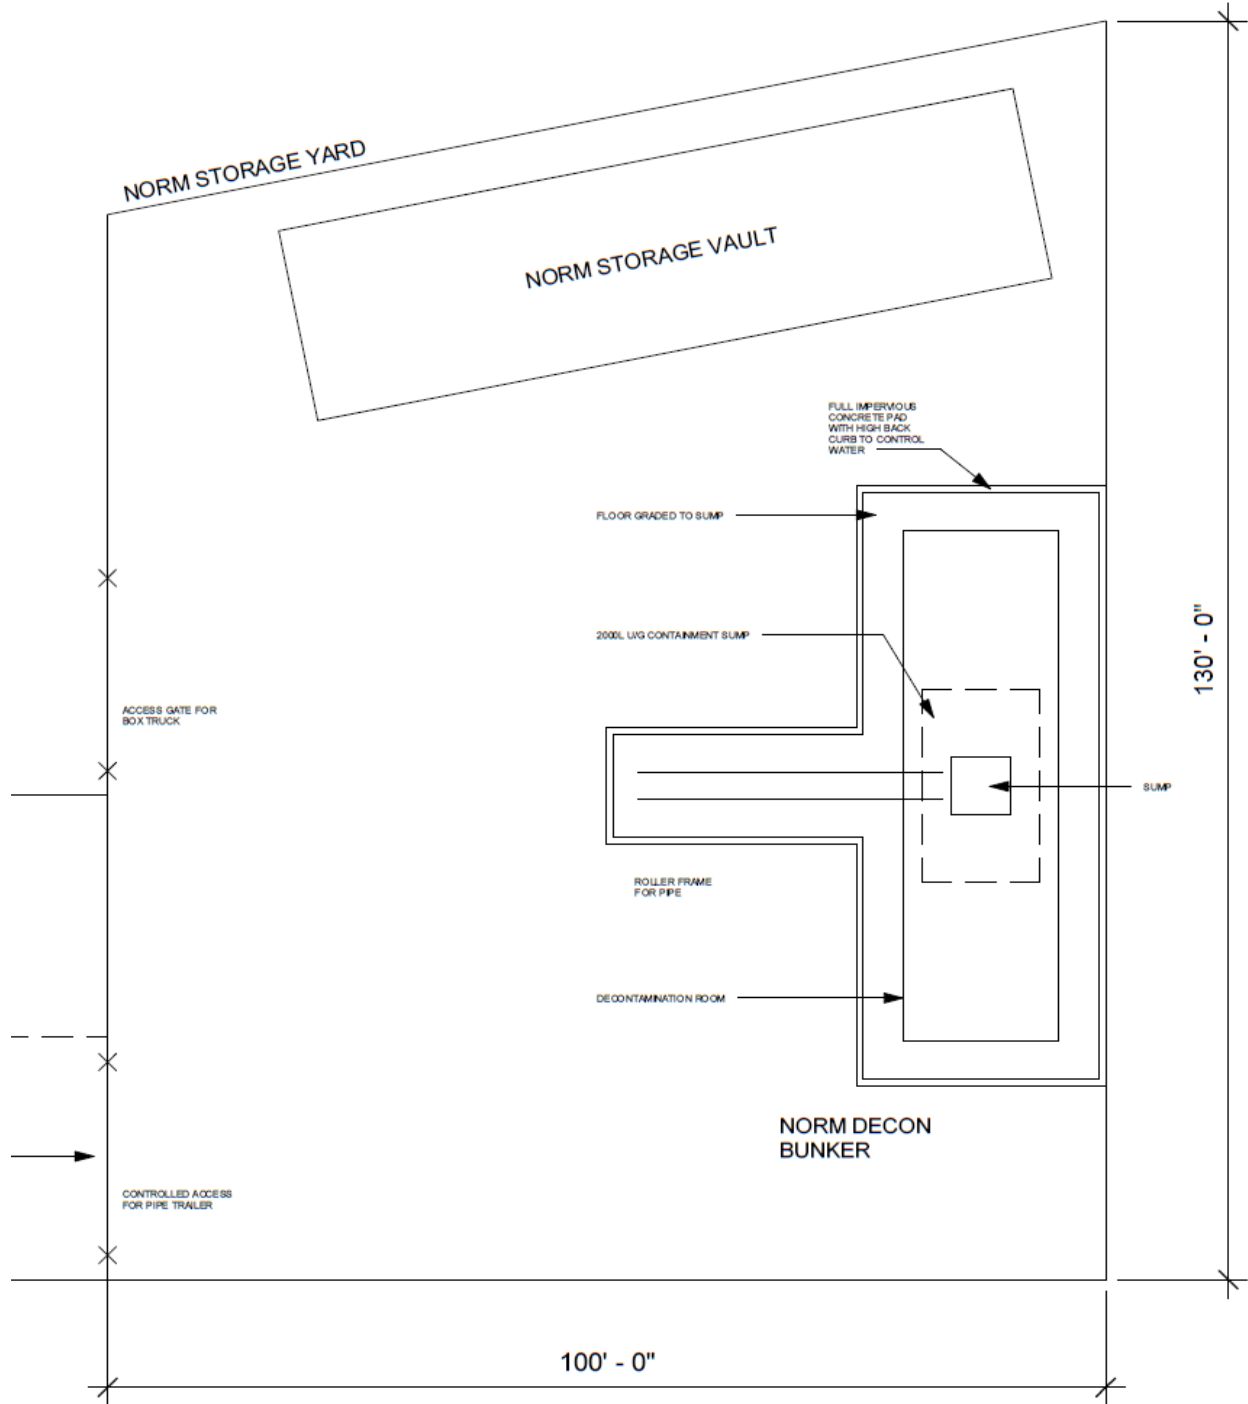 NORM STORAGE YARD
NORM STORAGE VAULT
FULL IMPERVIOUS
CONCRETE PAD
WITH HIGH BACK
CURB TO CONTROL
WATER
FLOOR GRADED TO SUMP
2000L U/G CONTAINMENT SUMP
130' - 0"
ACCESS GATE FOR
BOX TRUCK
SUMP
ROLLER FRAME
FOR PIPE
DECONTAMINATION ROOM
NORM DECON
BUNKER
CONTROLLED ACCESS
FOR PIPE TRAILER
100' - 0"